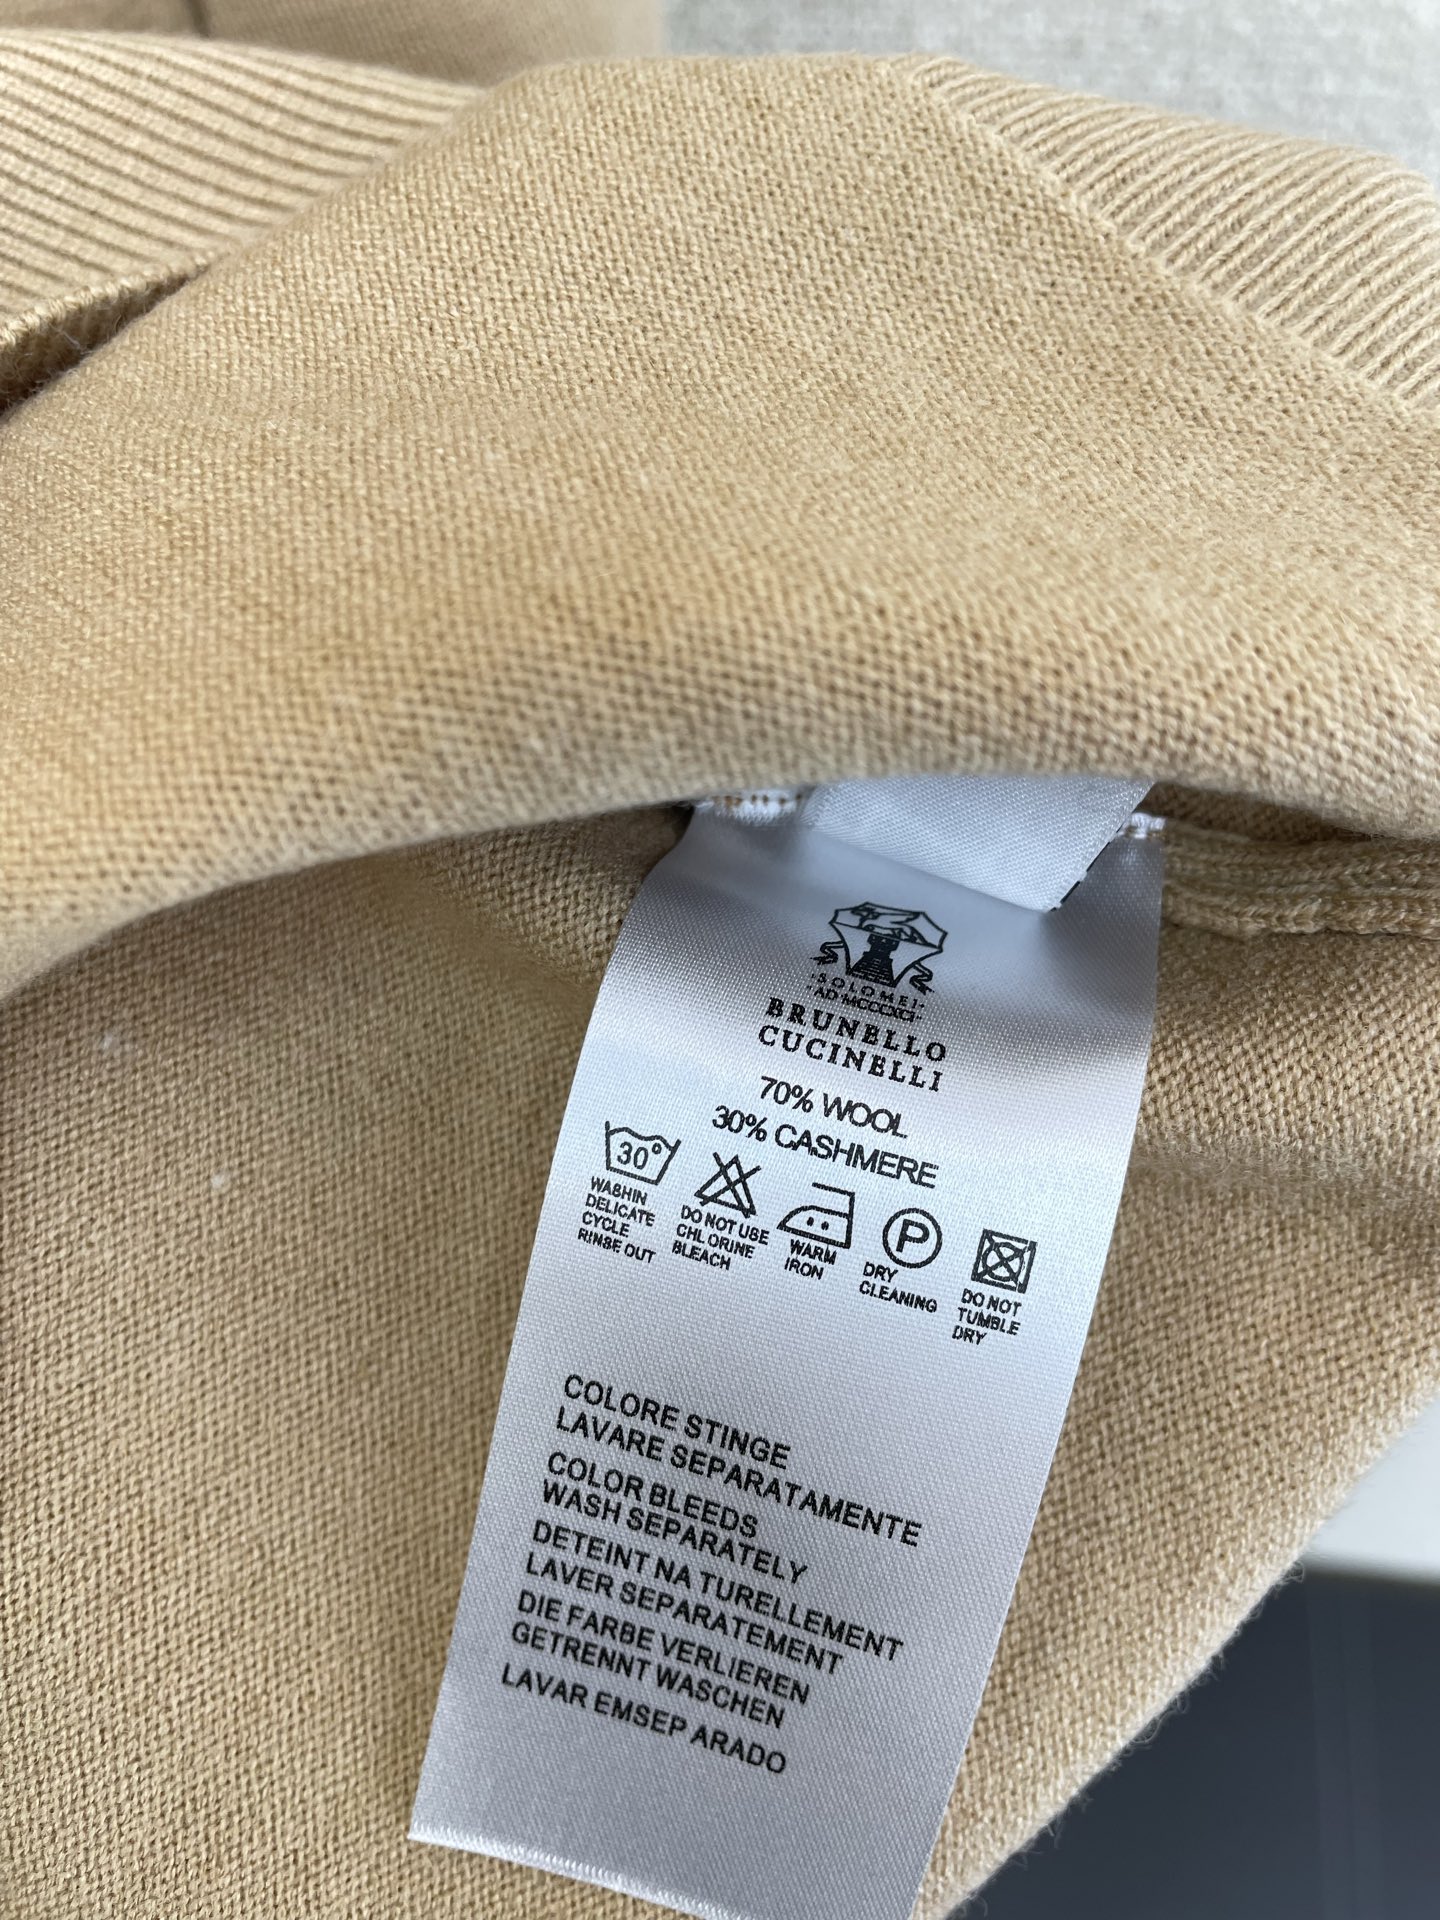 ·SOLOMEI·
·AD MCCCXCI·
BRUNELLO
CUCINELLI
70% WOOL
30% CASHMERE
30°
WASHIN
DELICATE
CYCLE
RINSE OUT
DO NOT USE
CHLORINE
BLEACH
WARM
IRON
P
DRY
CLEANING
DO NOT
TUMBLE
DRY
COLORE STINGE
LAVARE SEPARATAMENTE
COLOR BLEEDS
WASH SEPARATELY
DETEINT NA TURELLEMENT
LAVER SEPARATEMENT
DIE FARBE VERLIEREN
GETRENNT WASCHEN
LAVAR EMSEP ARADO